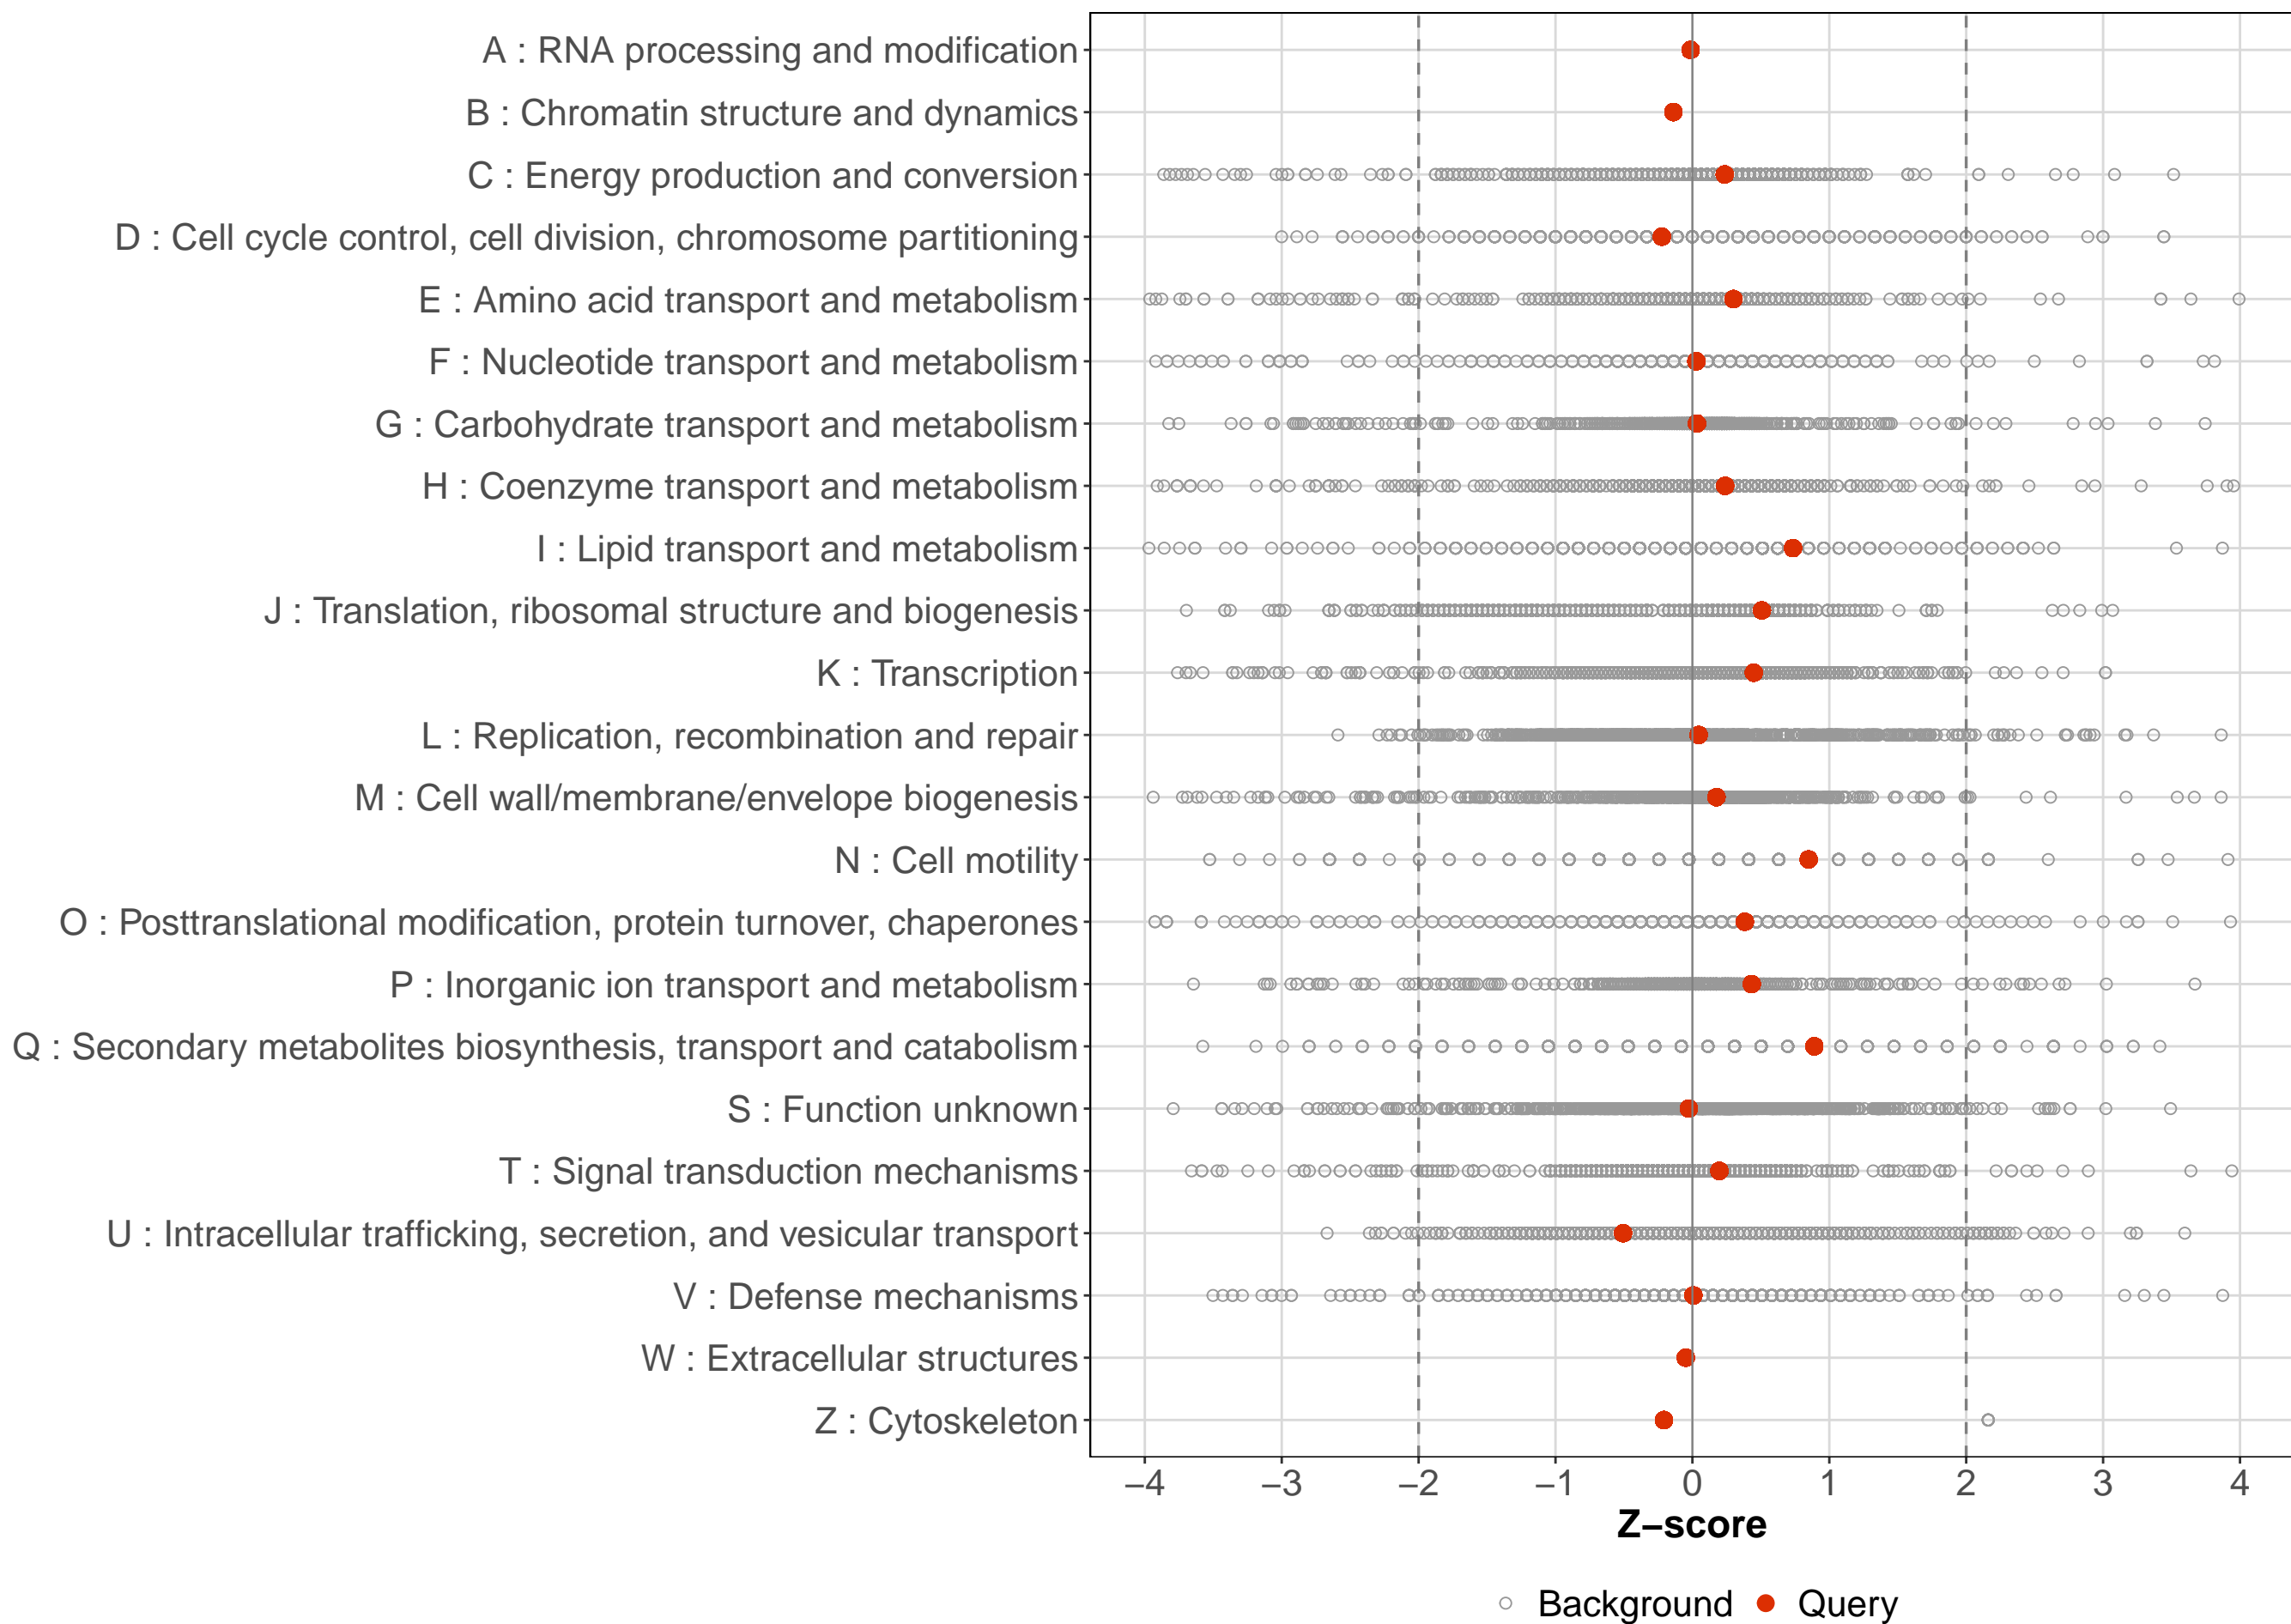 A : RNA processing and modification
B : Chromatin structure and dynamics
C : Energy production and conversion
D : Cell cycle control, cell division, chromosome partitioning
E : Amino acid transport and metabolism
F : Nucleotide transport and metabolism
G : Carbohydrate transport and metabolism
H : Coenzyme transport and metabolism
I : Lipid transport and metabolism
J : Translation, ribosomal structure and biogenesis
K : Transcription
L : Replication, recombination and repair
M : Cell wall/membrane/envelope biogenesis
N : Cell motility
O : Posttranslational modification, protein turnover, chaperones
P : Inorganic ion transport and metabolism
Q : Secondary metabolites biosynthesis, transport and catabolism
S : Function unknown
T : Signal transduction mechanisms
U : Intracellular trafficking, secretion, and vesicular transport
V : Defense mechanisms
W : Extracellular structures
Z : Cytoskeleton
−4 −3 −2 −1 0 1 2 3 4
Z−score
Background Query